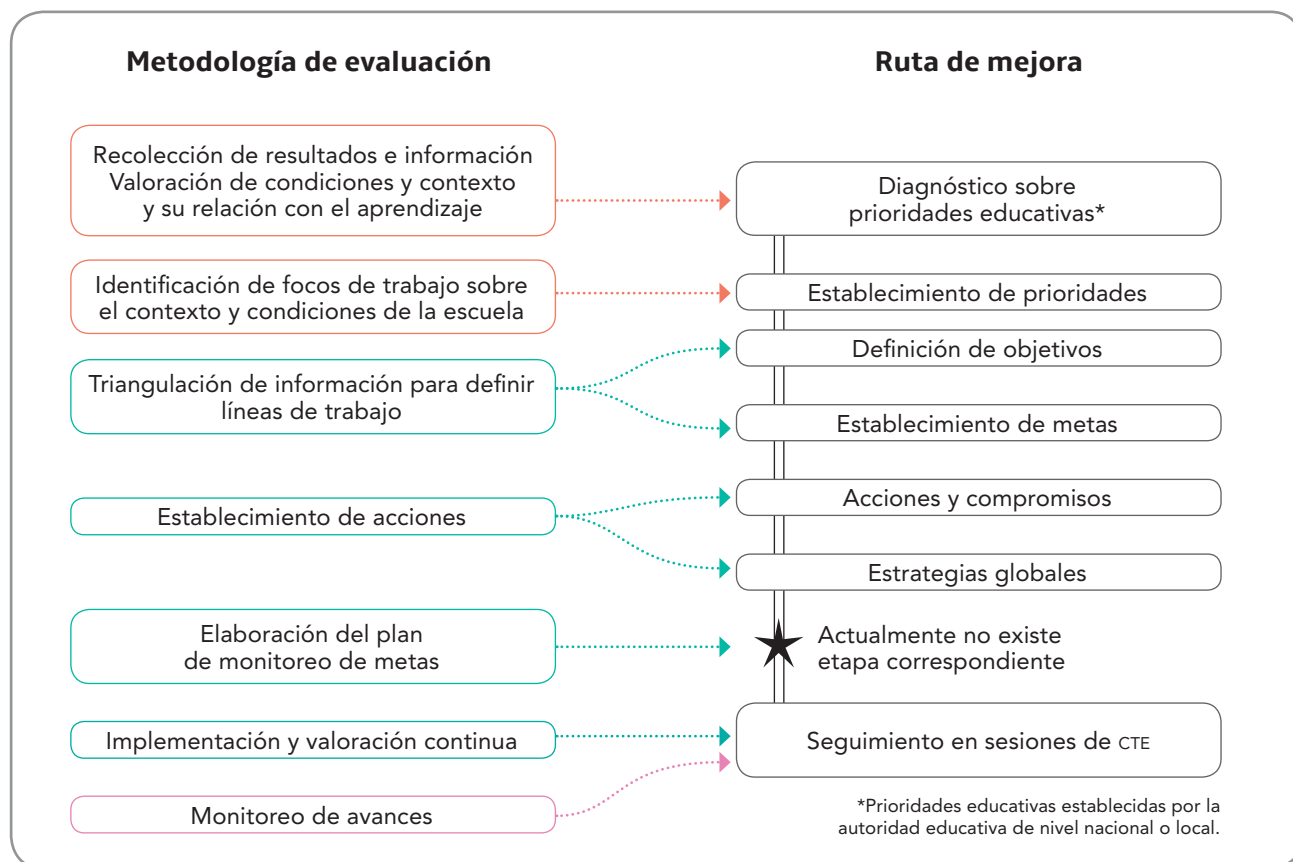 Metodología de evaluación
Recolección de resultados e información
Valoración de condiciones y contexto
y su relación con el aprendizaje
Identificación de focos de trabajo sobre
el contexto y condiciones de la escuela
Triangulación de información para definir
líneas de trabajo
Establecimiento de acciones
Elaboración del plan
de monitoreo de metas
Implementación y valoración continua
Monitoreo de avances
Ruta de mejora
Diagnóstico sobre
prioridades educativas*
Establecimiento de prioridades
Definición de objetivos
Establecimiento de metas
Acciones y compromisos
Estrategias globales
Actualmente no existe
etapa correspondiente
Seguimiento en sesiones de CTE
*Prioridades educativas establecidas por la
autoridad educativa de nivel nacional o local.